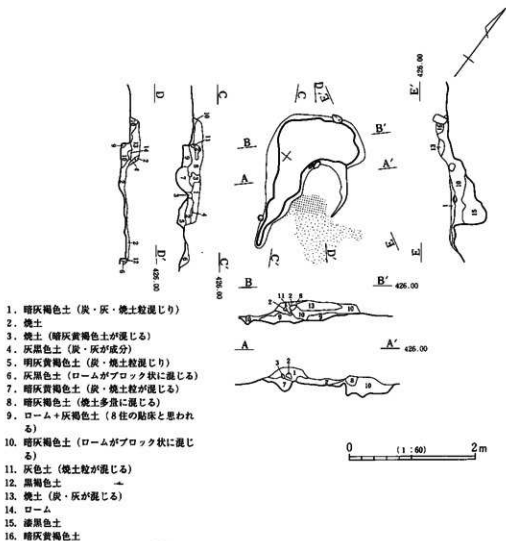 D
C
C
D
E
E'
426.00
B
B'
A
A'
C'
D'
E
D'
426.00
C'
426.00
E
B
B'
426.00
A
A'
426.00
1. 暗灰褐色土（炭・灰・焼土粒混じり）
2. 焼土
3. 焼土（暗灰黄褐色土が混じる）
4. 灰黒色土（炭・灰が成分）
5. 明灰黄褐色土（炭・焼土粒混じり）
6. 灰黒色土（ロームがブロック状に混じる）
7. 暗灰黄褐色土（炭・焼土粒が混じる）
8. 暗灰褐色土（焼土多量に混じる）
9. ローム＋灰褐色土（8住の貼床と思われ
る）
10. 暗灰褐色土（ロームがブロック状に混じ
る）
11. 灰色土（焼土粒が混じる）
12. 黒褐色土
13. 焼土（炭・灰が混じる）
14. ローム
15. 漆黒色土
16. 暗灰黄褐色土
0 (1:60) 2m